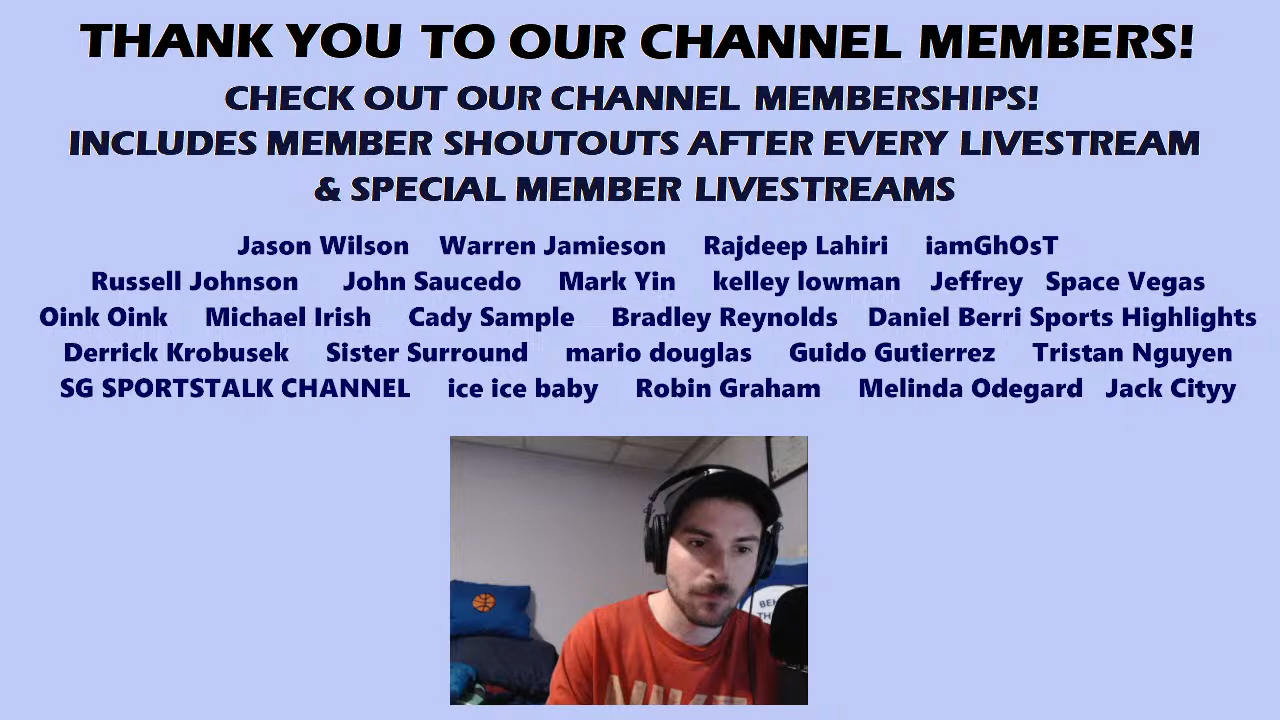 THANK YOU TO OUR CHANNEL MEMBERS!
CHECK OUT OUR CHANNEL MEMBERSHIPS!
INCLUDES MEMBER SHOUTOUTS AFTER EVERY LIVESTREAM
& SPECIAL MEMBER LIVESTREAMS
Jason Wilson Warren Jamieson Rajdeep Lahiri iamGhOsT
Russell Johnson John Saucedo Mark Yin kelley lowman Jeffrey Space Vegas
Oink Oink Michael Irish Cady Sample Bradley Reynolds Daniel Berri Sports Highlights
Derrick Krobusek Sister Surround mario douglas Guido Gutierrez Tristan Nguyen
SG SPORTSTALK CHANNEL ice ice baby Robin Graham Melinda Odegard Jack Cityy
NIKE